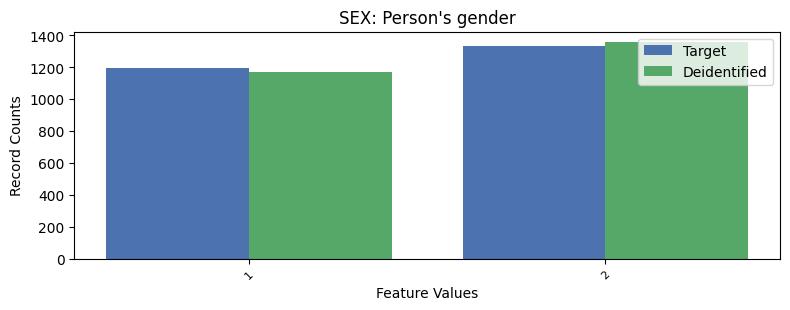 SEX: Person's gender
Target
Deidentified
Record Counts
1400
1200
1000
800
600
400
200
0
1
2
Feature Values